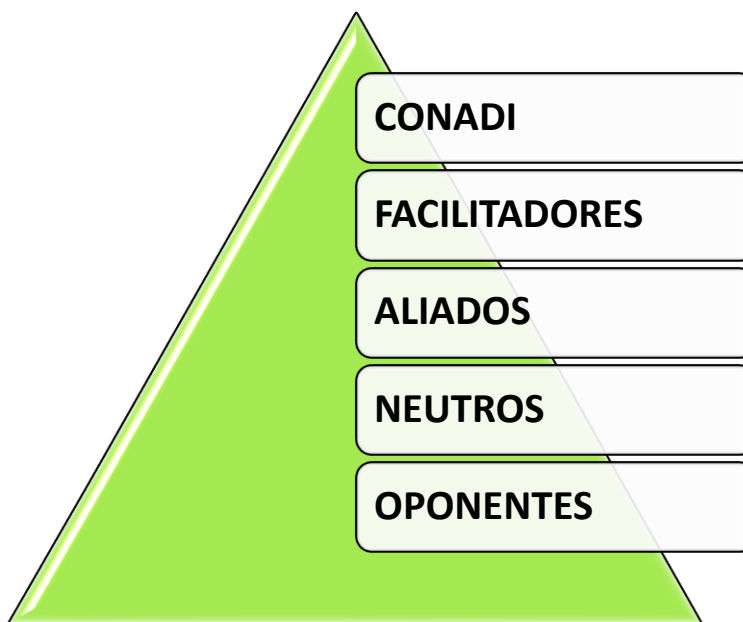 CONADI
FACILITADORES
ALIADOS
NEUTROS
OPONENTES